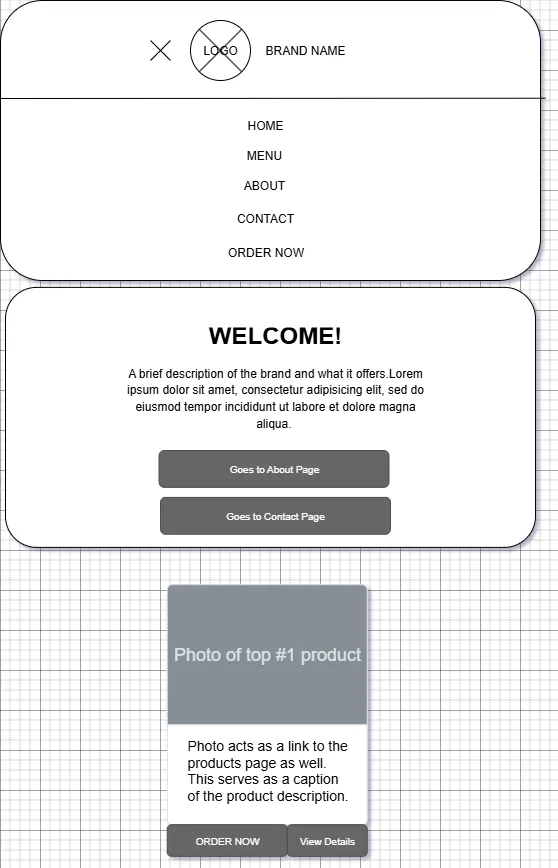 LOGO BRAND NAME
HOME
MENU
ABOUT
CONTACT
ORDER NOW
WELCOME!
A brief description of the brand and what it offers.Lorem
ipsum dolor sit amet, consectetur adipisicing elit, sed do
eiusmod tempor incididunt ut labore et dolore magna
aliqua.
Goes to About Page
Goes to Contact Page
Photo of top #1 product
Photo acts as a link to the
products page as well.
This serves as a caption
of the product description.
ORDER NOW View Details